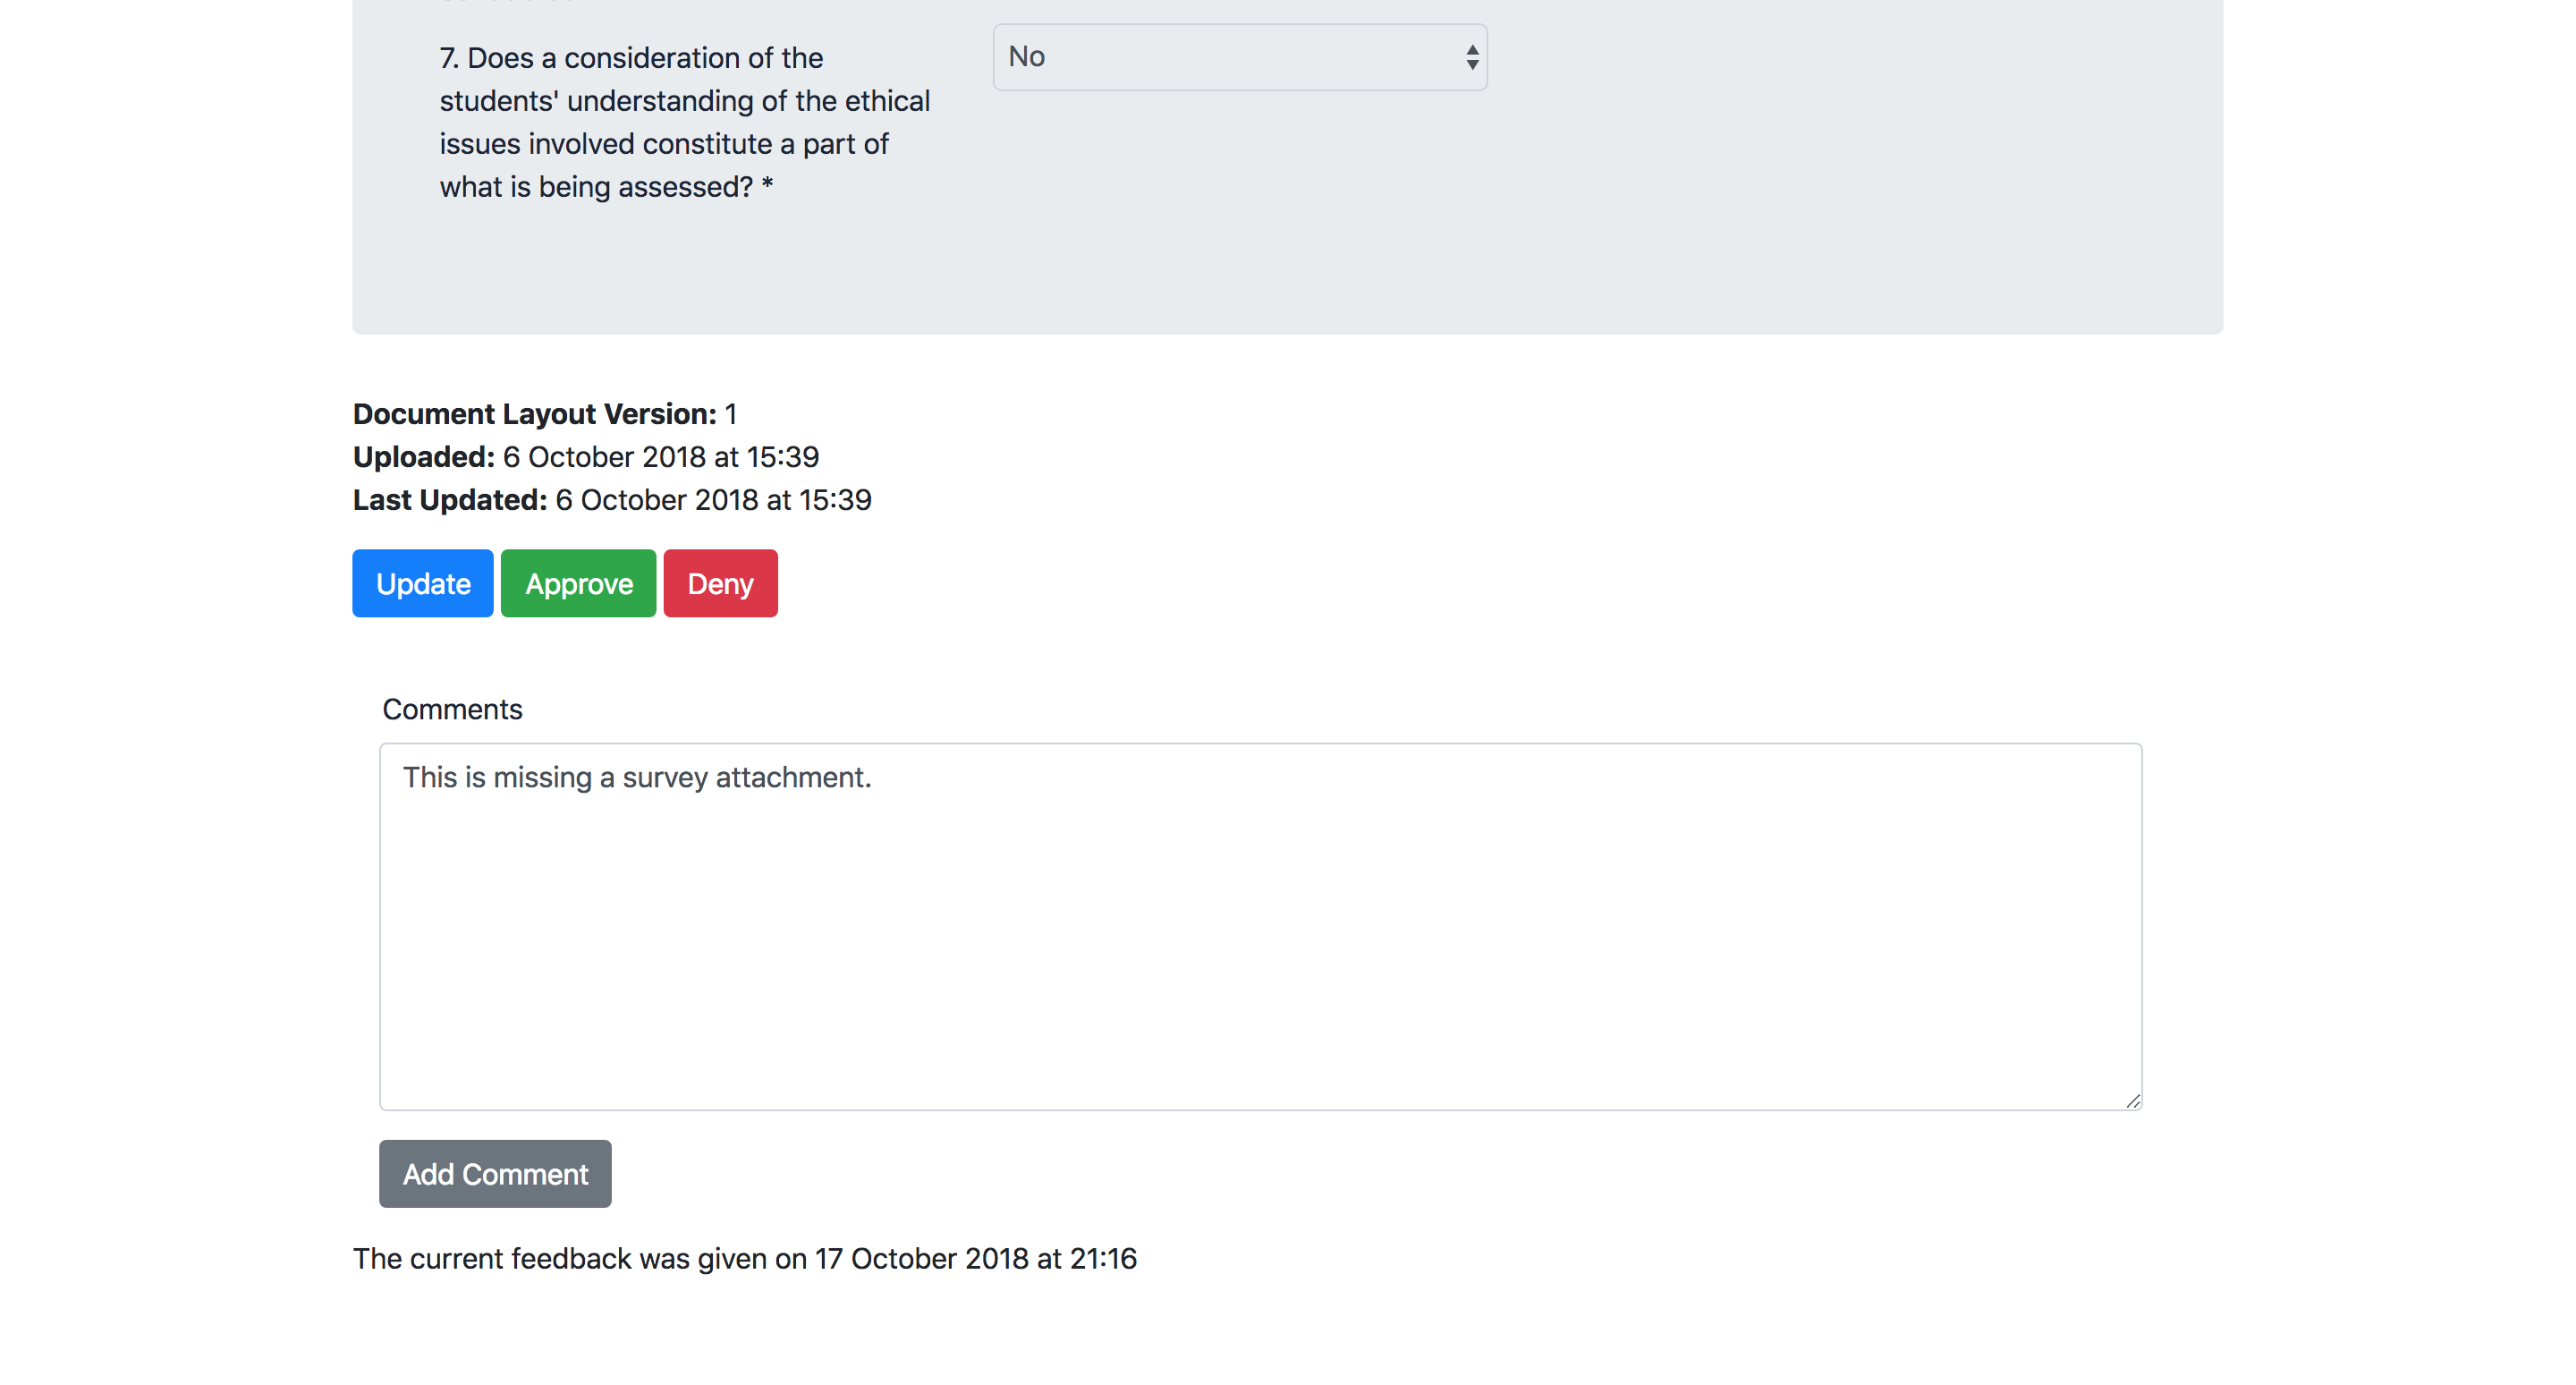 7. Does a consideration of the
students' understanding of the ethical
issues involved constitute a part of
what is being assessed? *
No
Document Layout Version: 1
Uploaded: 6 October 2018 at 15:39
Last Updated: 6 October 2018 at 15:39
Update Approve Deny
Comments
This is missing a survey attachment.
Add Comment
The current feedback was given on 17 October 2018 at 21:16